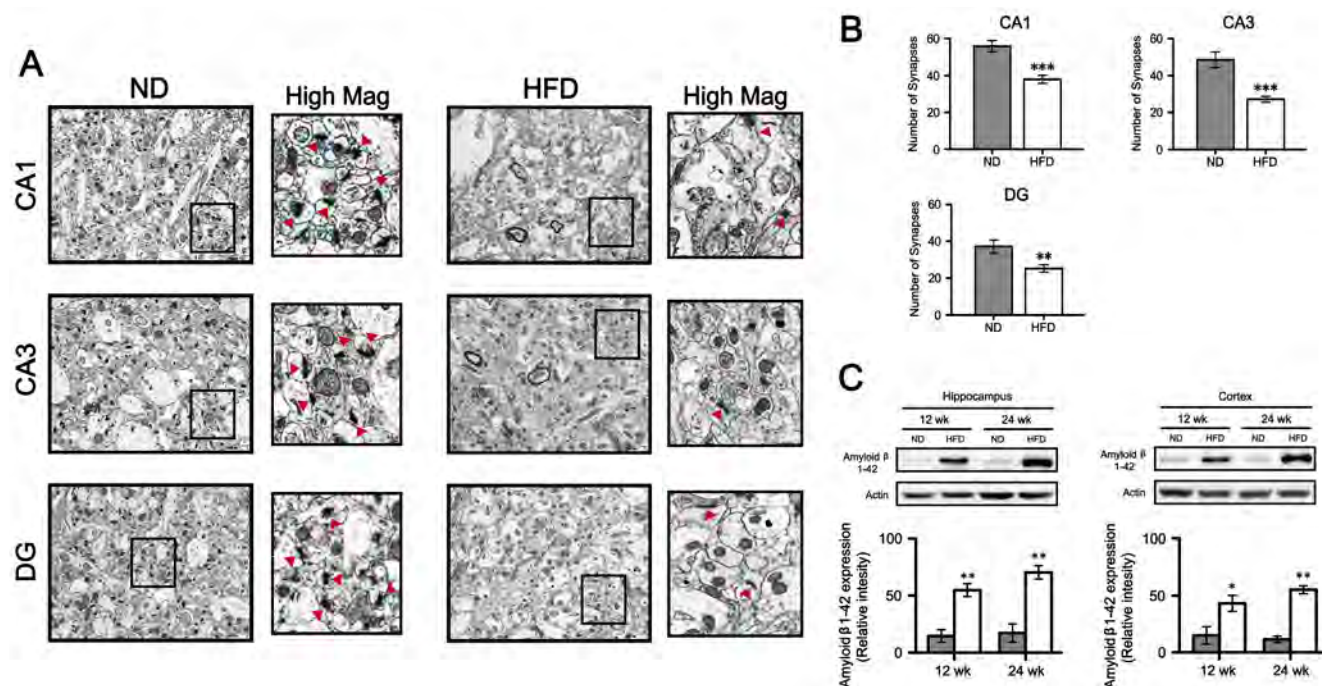 A
ND
High Mag
HFD
High Mag
CA1
CA3
DG
B
CA1
Number of Synapses
60
40
20
0
***
ND
HFD
CA3
Number of Synapses
60
40
20
0
***
ND
HFD
DG
Number of Synapses
60
40
20
0
**
ND
HFD
C
Hippocampus
12 wk 24 wk
ND HFD ND HFD
Amyloid β
1-42
Actin
Amyloid β 1-42 expression
(Relative intesity)
100
50
0
**
**
12 wk 24 wk
Cortex
12 wk 24 wk
ND HFD ND HFD
Amyloid β
1-42
Actin
Amyloid β 1-42 expression
(Relative intesity)
100
50
0
*
**
12 wk 24 wk